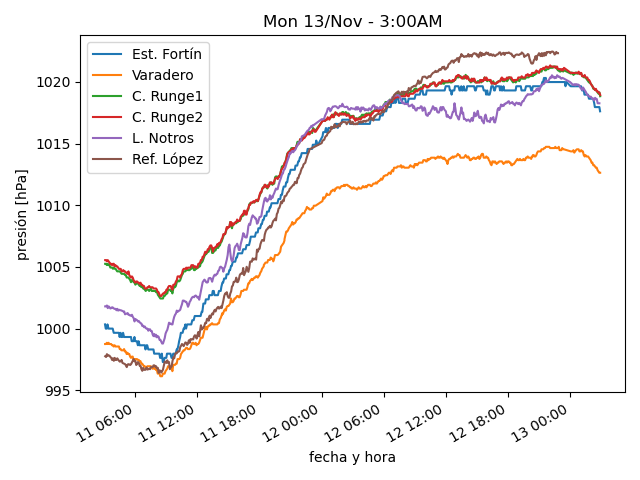 Mon 13/Nov - 3:00AM
Est. Fortín
Varadero
C. Runge1
C. Runge2
L. Notros
Ref. López
presión [hPa]
1020
1015
1010
1005
1000
995
11 06:00
11 12:00
11 18:00
12 00:00
12 06:00
12 12:00
12 18:00
13 00:00
fecha y hora